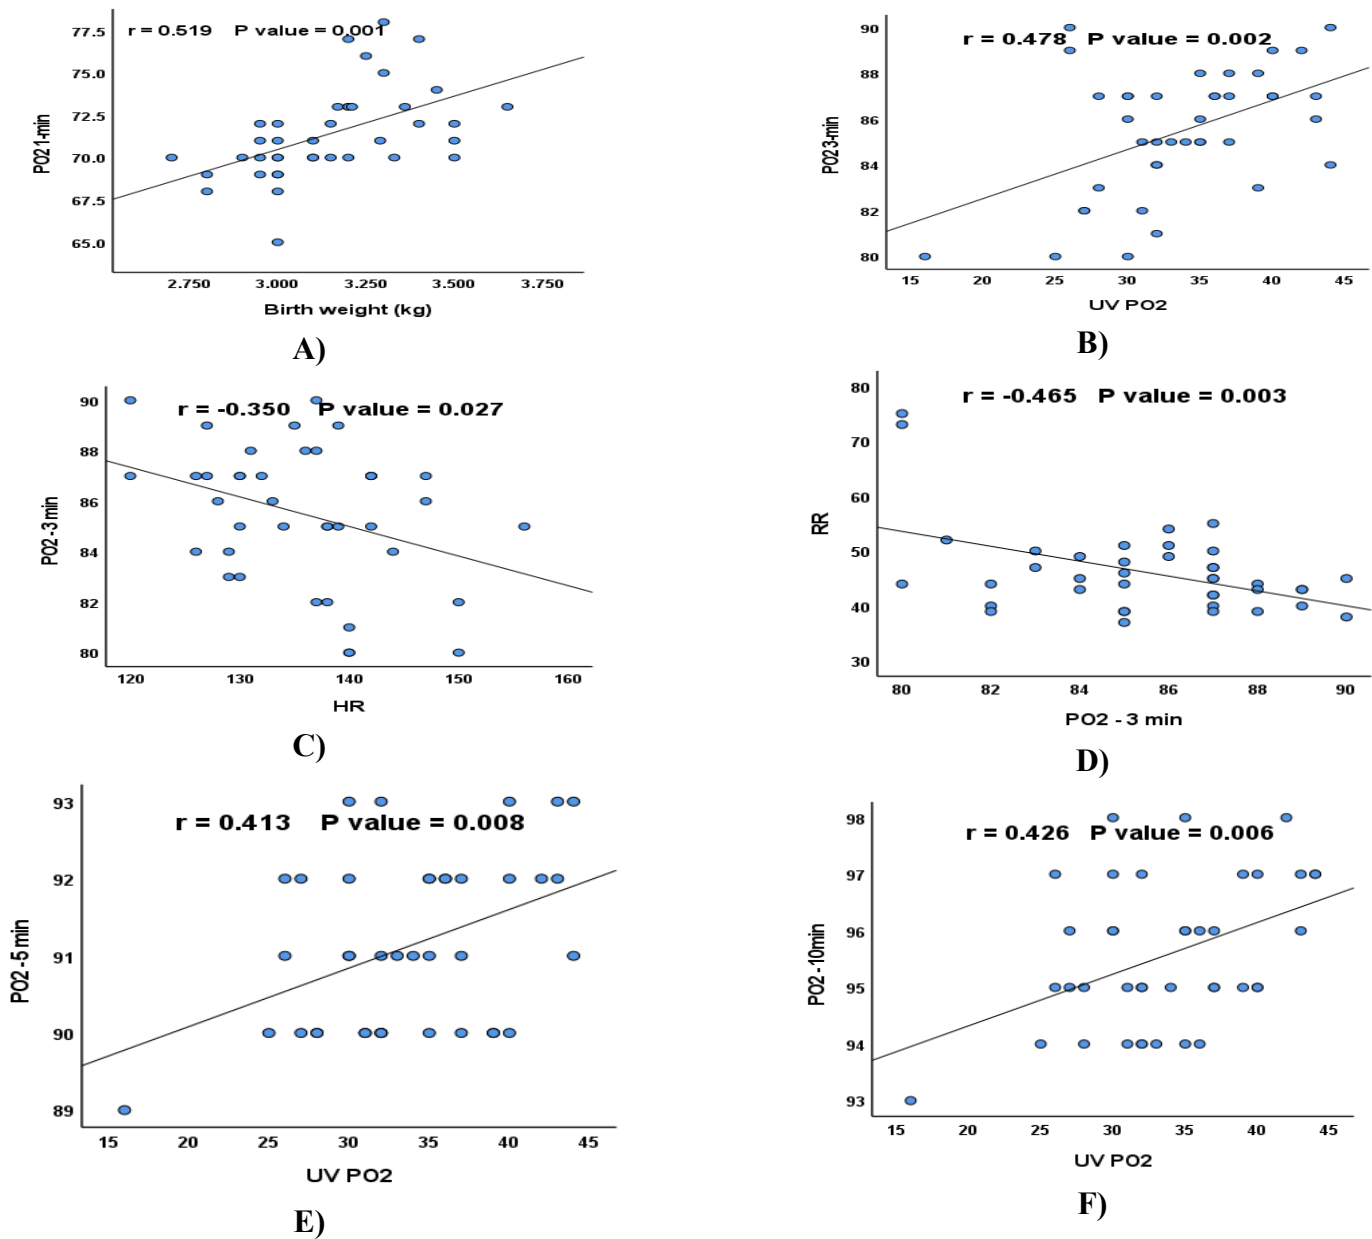 r = 0.519 P value = 0.001
77.5
75.0
72.5
70.0
67.5
65.0
PO21-min
2.750 3.000 3.250 3.500 3.750
Birth weight (kg)
A)
r = 0.478 P value = 0.002
90
88
86
84
82
80
PO23-min
15 20 25 30 35 40 45
UV PO2
B)
r = -0.350 P value = 0.027
90
88
86
84
82
80
PO2-3 min
120 130 140 150 160
HR
C)
r = -0.465 P value = 0.003
80
70
60
50
40
30
RR
80 82 84 86 88 90
PO2 - 3 min
D)
93
r = 0.413 P value = 0.008
92
91
90
89
PO2-5 min
15 20 25 30 35 40 45
UV PO2
E)
98
r = 0.426 P value = 0.006
97
96
95
94
93
PO2-10min
15 20 25 30 35 40 45
UV PO2
F)